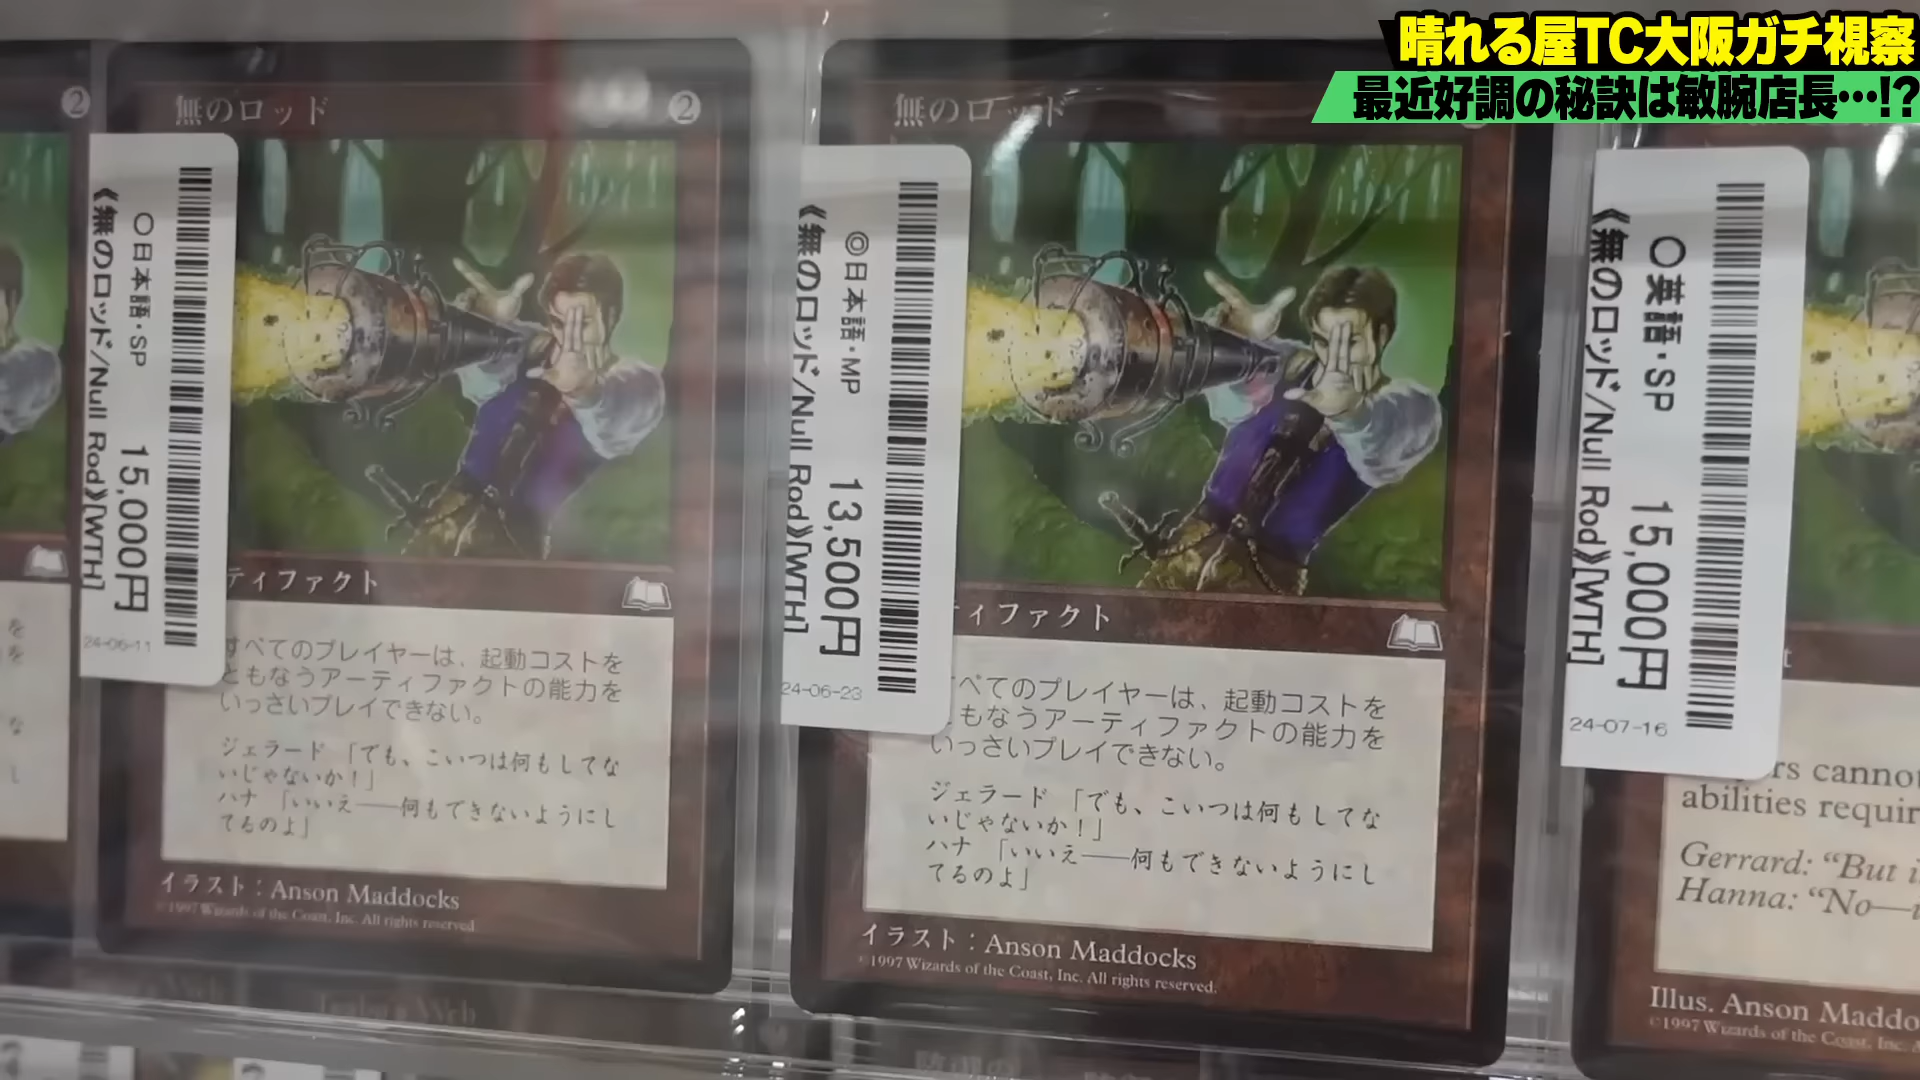 晴れる屋TC大阪ガチ視察
最近好調の秘訣は敏腕店長…!?
2
を
を
な
し
無のロッド
2
〇日本語・SP
15,000円
《無のロッド/Null Rod》[WTH]
24-06-11
ティファクト
すべてのプレイヤーは、起動コストを
ともなうアーティファクトの能力を
いっさいプレイできない。
ジェラード「でも、こいつは何もしてな
いじゃないか！」
ハナ「いいえ――何もできないようにし
てるのよ」
イラスト：Anson Maddocks
©1997 Wizards of the Coast, Inc. All rights reserved
無のロッド
◎日本語・MP
13,500円
《無のロッド/Null Rod》[WTH]
24-06-23
ティファクト
べてのプレイヤーは、起動コストを
もなうアーティファクトの能力を
いっさいプレイできない。
ジェラード「でも、こいつは何もしてな
いじゃないか！」
ハナ「いいえ――何もできないようにし
てるのよ」
イラスト：Anson Maddocks
©1997 Wizards of the Coast, Inc. All rights reserved.
〇英語・SP
15,000円
《無のロッド/Null Rod》[WTH]
24-07-16
t
rs cannot
abilities requir
Gerrard: “But i
Hanna: “No—
Illus. Anson Maddo
©1997 Wizards of the Coast, Inc. A